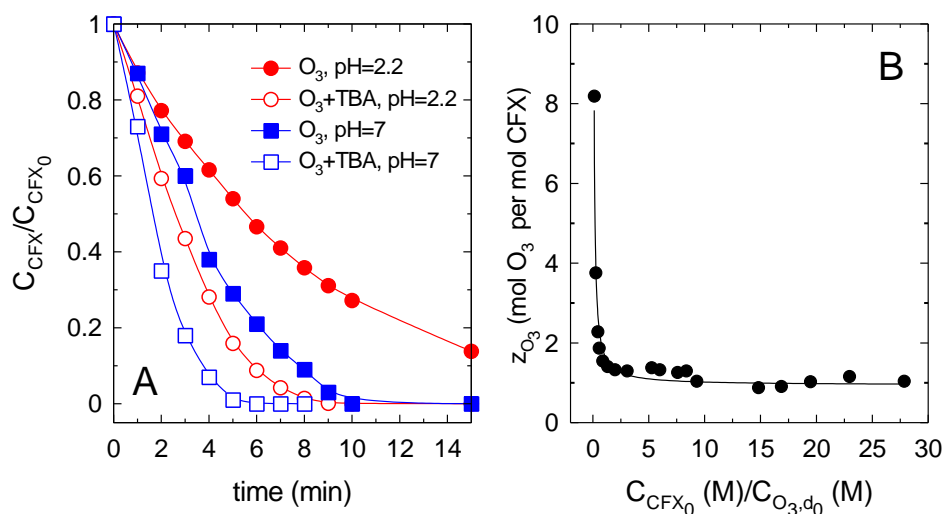 1
0.8
0.6
0.4
0.2
0
C_CFX/C_CFX₀
O₃, pH=2.2
O₃+TBA, pH=2.2
O₃, pH=7
O₃+TBA, pH=7
A
0 2 4 6 8 10 12 14
time (min)
10
8
6
4
2
0
z_O₃ (mol O₃ per mol CFX)
B
0 5 10 15 20 25 30
C_CFX₀ (M)/C_O₃,d₀ (M)